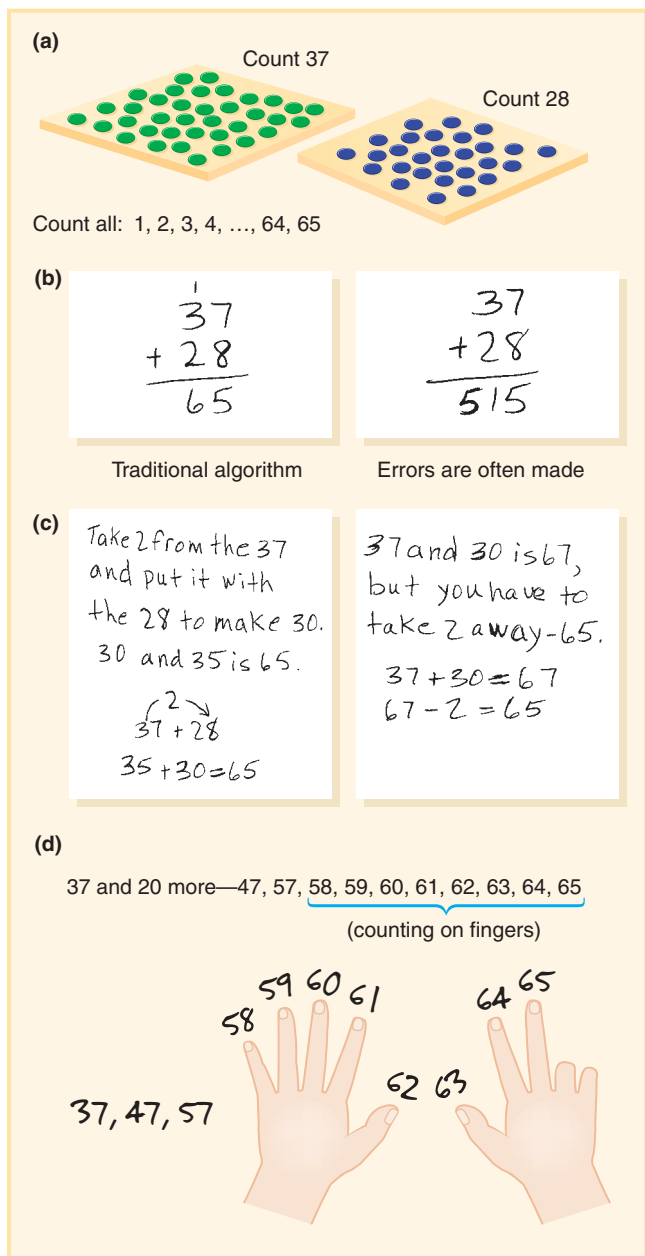 (a)
Count 37
Count 28
Count all: 1, 2, 3, 4, …, 64, 65
(b)
1
37
+ 28
65
Traditional algorithm
37
+28
515
Errors are often made
(c)
Take 2 from the 37
and put it with
the 28 to make 30.
30 and 35 is 65.
2
37 + 28
35 + 30 = 65
37 and 30 is 67,
but you have to
take 2 away-65.
37 + 30 = 67
67 - 2 = 65
(d)
37 and 20 more—47, 57, 58, 59, 60, 61, 62, 63, 64, 65
(counting on fingers)
37, 47, 57
58
59
60
61
62
63
64
65